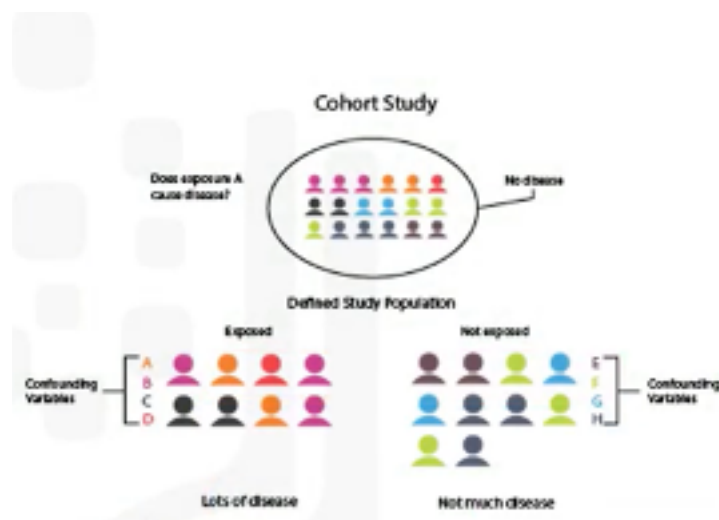 Cohort Study
Does exposure A
cause disease?
No disease
Defined Study Population
Exposed
Not exposed
A
B
C
D
Confounding
Variables
E
F
G
H
Confounding
Variables
Lots of disease
Not much disease